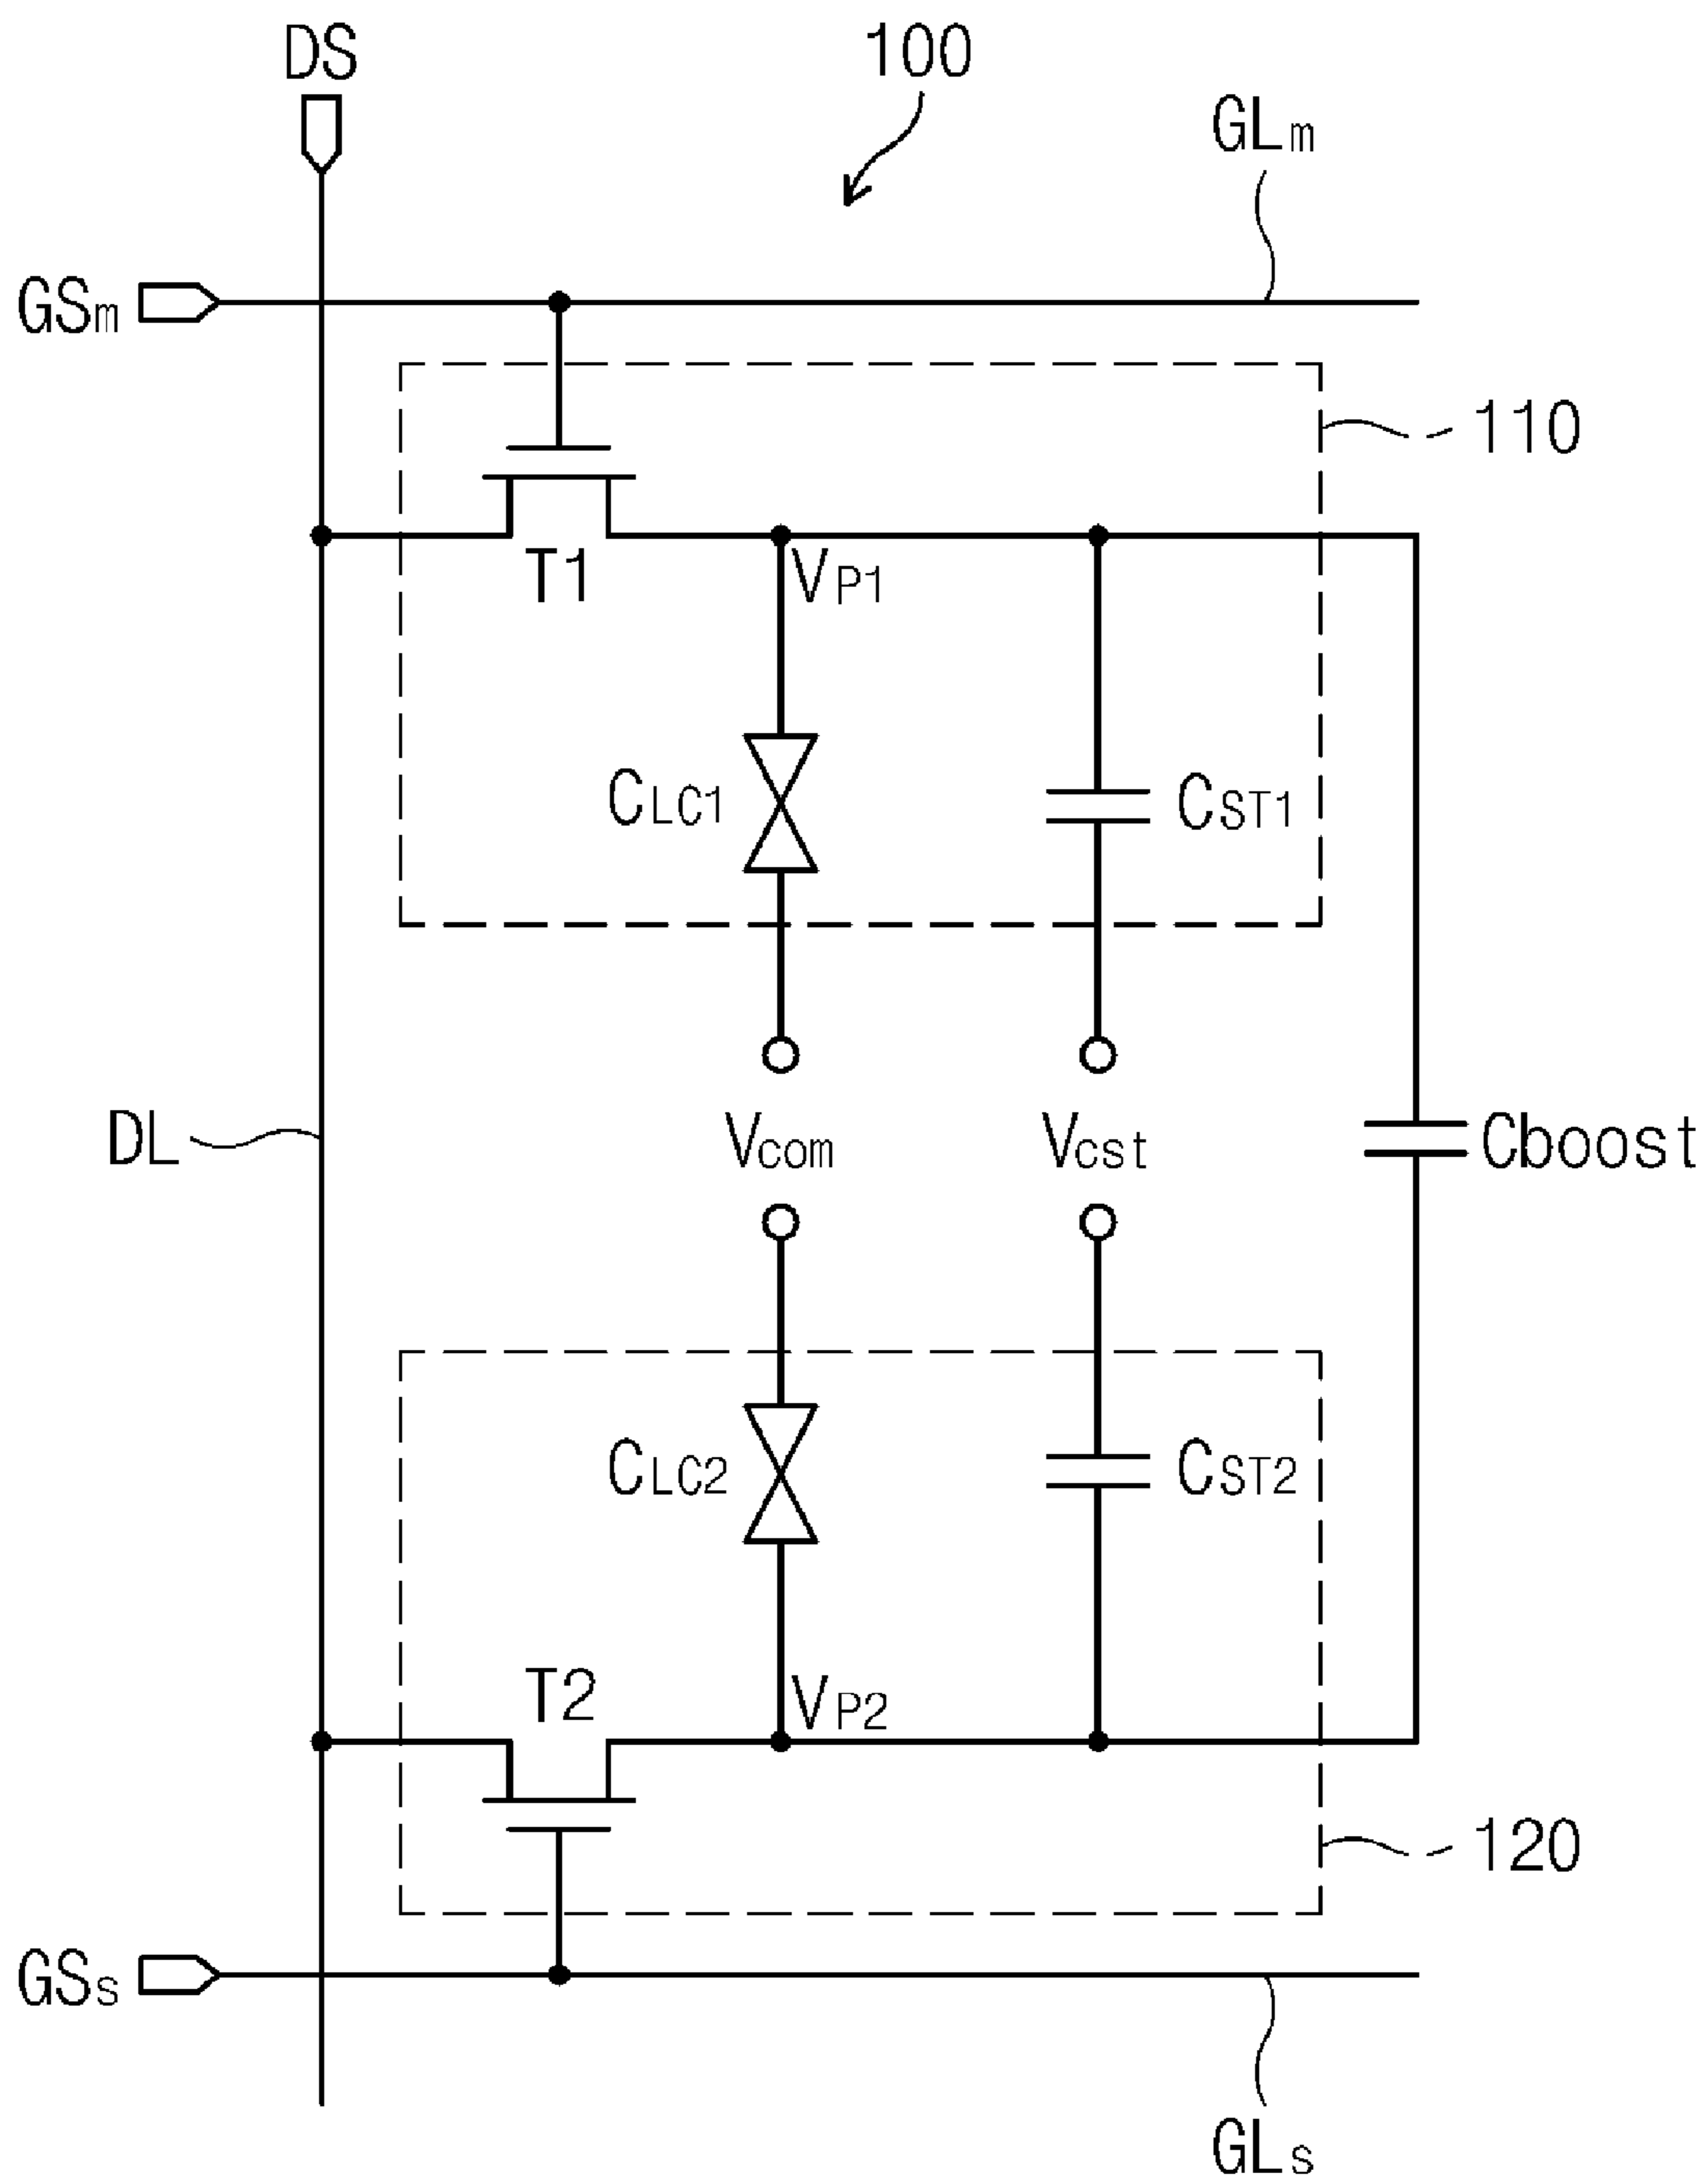 DS
100
GLm
GSm
110
T1
VP1
CLC1
CST1
DL
Vcom
Vcst
Cboost
CLC2
CST2
T2
VP2
120
GSs
GLs